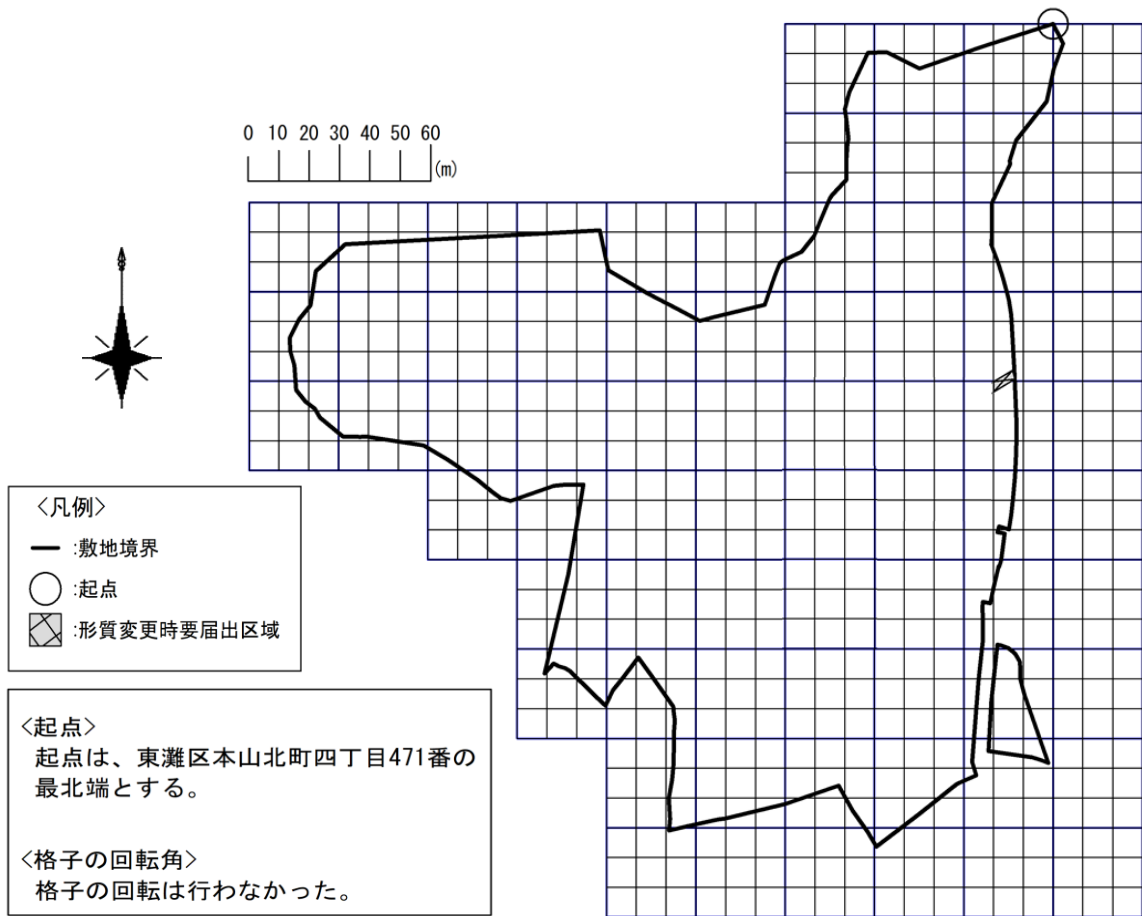 0 10 20 30 40 50 60
(m)
<凡例>
:敷地境界
:起点
:形質変更時要届出区域
<起点>
起点は、東灘区本山北町四丁目471番の
最北端とする。
<格子の回転角>
格子の回転は行わなかった。